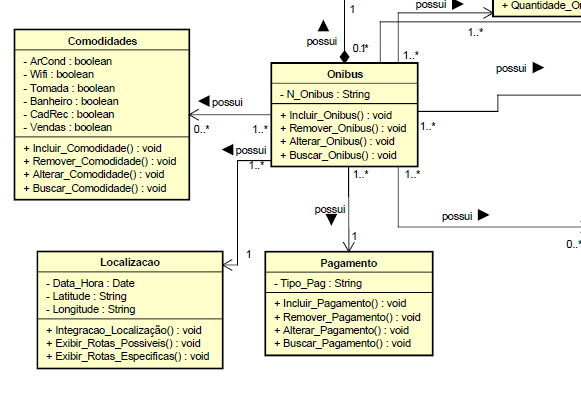 possui
+ Quantidade_On
1
possui
0..1*
1..*
1..*
possui
Comodidades
- ArCond : boolean
- Wifi : boolean
- Tomada : boolean
- Banheiro : boolean
- CadRec : boolean
- Vendas : boolean
+ Incluir_Comodidade() : void
+ Remover_Comodidade() : void
+ Alterar_Comodidade() : void
+ Buscar_Comodidade() : void
possui
0..*
1..*
Onibus
- N_Onibus : String
+ Incluir_Onibus() : void
+ Remover_Onibus() : void
+ Alterar_Onibus() : void
+ Buscar_Onibus() : void
1..*
possui
1..*
1..*
1..*
possui
possui
1
1
0..*
Localizacao
- Data_Hora : Date
- Latitude : String
- Longitude : String
+ Integracao_Localização() : void
+ Exibir_Rotas_Possiveis() : void
+ Exibir_Rotas_Especificas() : void
Pagamento
- Tipo_Pag : String
+ Incluir_Pagamento() : void
+ Remover_Pagamento() : void
+ Alterar_Pagamento() : void
+ Buscar_Pagamento() : void